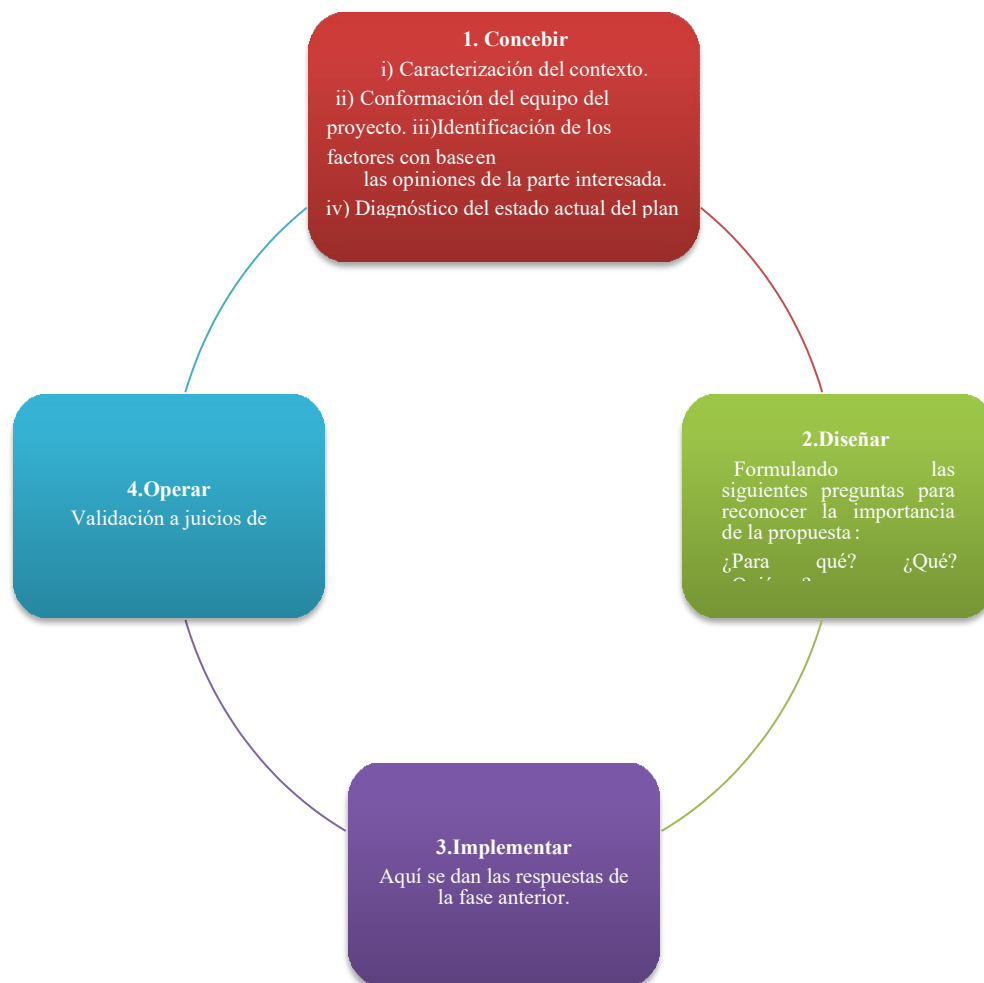 1. Concebir
i) Caracterización del contexto.
ii) Conformación del equipo del
proyecto. iii)Identificación de los
factores con base en
las opiniones de la parte interesada.
iv) Diagnóstico del estado actual del plan
2.Diseñar
Formulando las
siguientes preguntas para
reconocer la importancia
de la propuesta :
¿Para qué? ¿Qué?
3.Implementar
Aquí se dan las respuestas de
la fase anterior.
4.Operar
Validación a juicios de